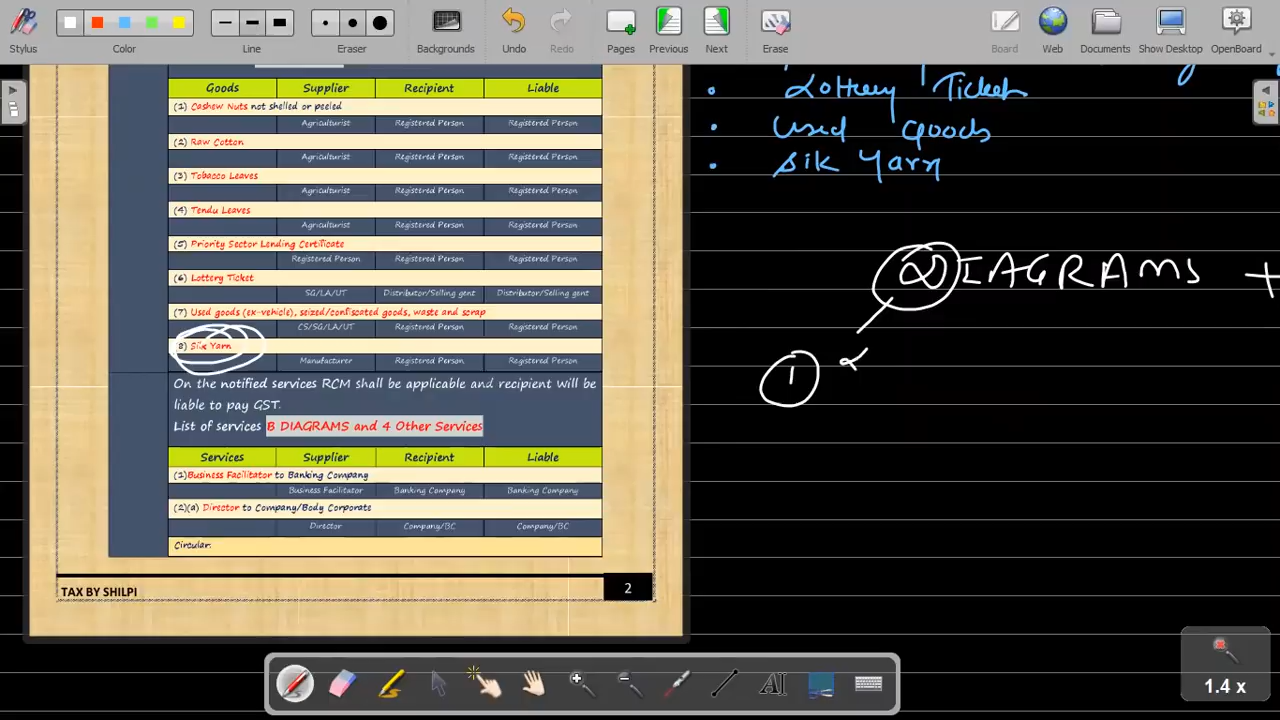 Stylus Color Line Eraser Backgrounds Undo Redo Pages Previous Next Erase Board Web Documents Show Desktop OpenBoard
Goods Supplier Recipient Liable
(1) Cashew Nuts not shelled or peeled
Agriculturist Registered Person Registered Person
(2) Raw Cotton
Agriculturist Registered Person Registered Person
(3) Tobacco Leaves
Agriculturist Registered Person Registered Person
(4) Tendu Leaves
Agriculturist Registered Person Registered Person
(5) Priority Sector Lending Certificate
Registered Person Registered Person Registered Person
(6) Lottery Ticket
SG/LA/UT Distributor/Selling gent Distributor/Selling gent
(7) Used goods (ex-vehicle), seized/confiscated goods, waste and scrap
CS/SG/LA/UT Registered Person Registered Person
(8) Silk Yarn
Manufacturer Registered Person Registered Person
On the notified services RCM shall be applicable and recipient will be
liable to pay GST.
List of services B DIAGRAMS and 4 Other Services
Services Supplier Recipient Liable
(1)Business Facilitator to Banking Company
Business Facilitator Banking Company Banking Company
(2)(a) Director to Company/Body Corporate
Director Company/BC Company/BC
Circular:
TAX BY SHILPI 2
• Lottery Ticket
• Used goods
• Sik Yarn
DIAGRAMS +
1
1.4 x